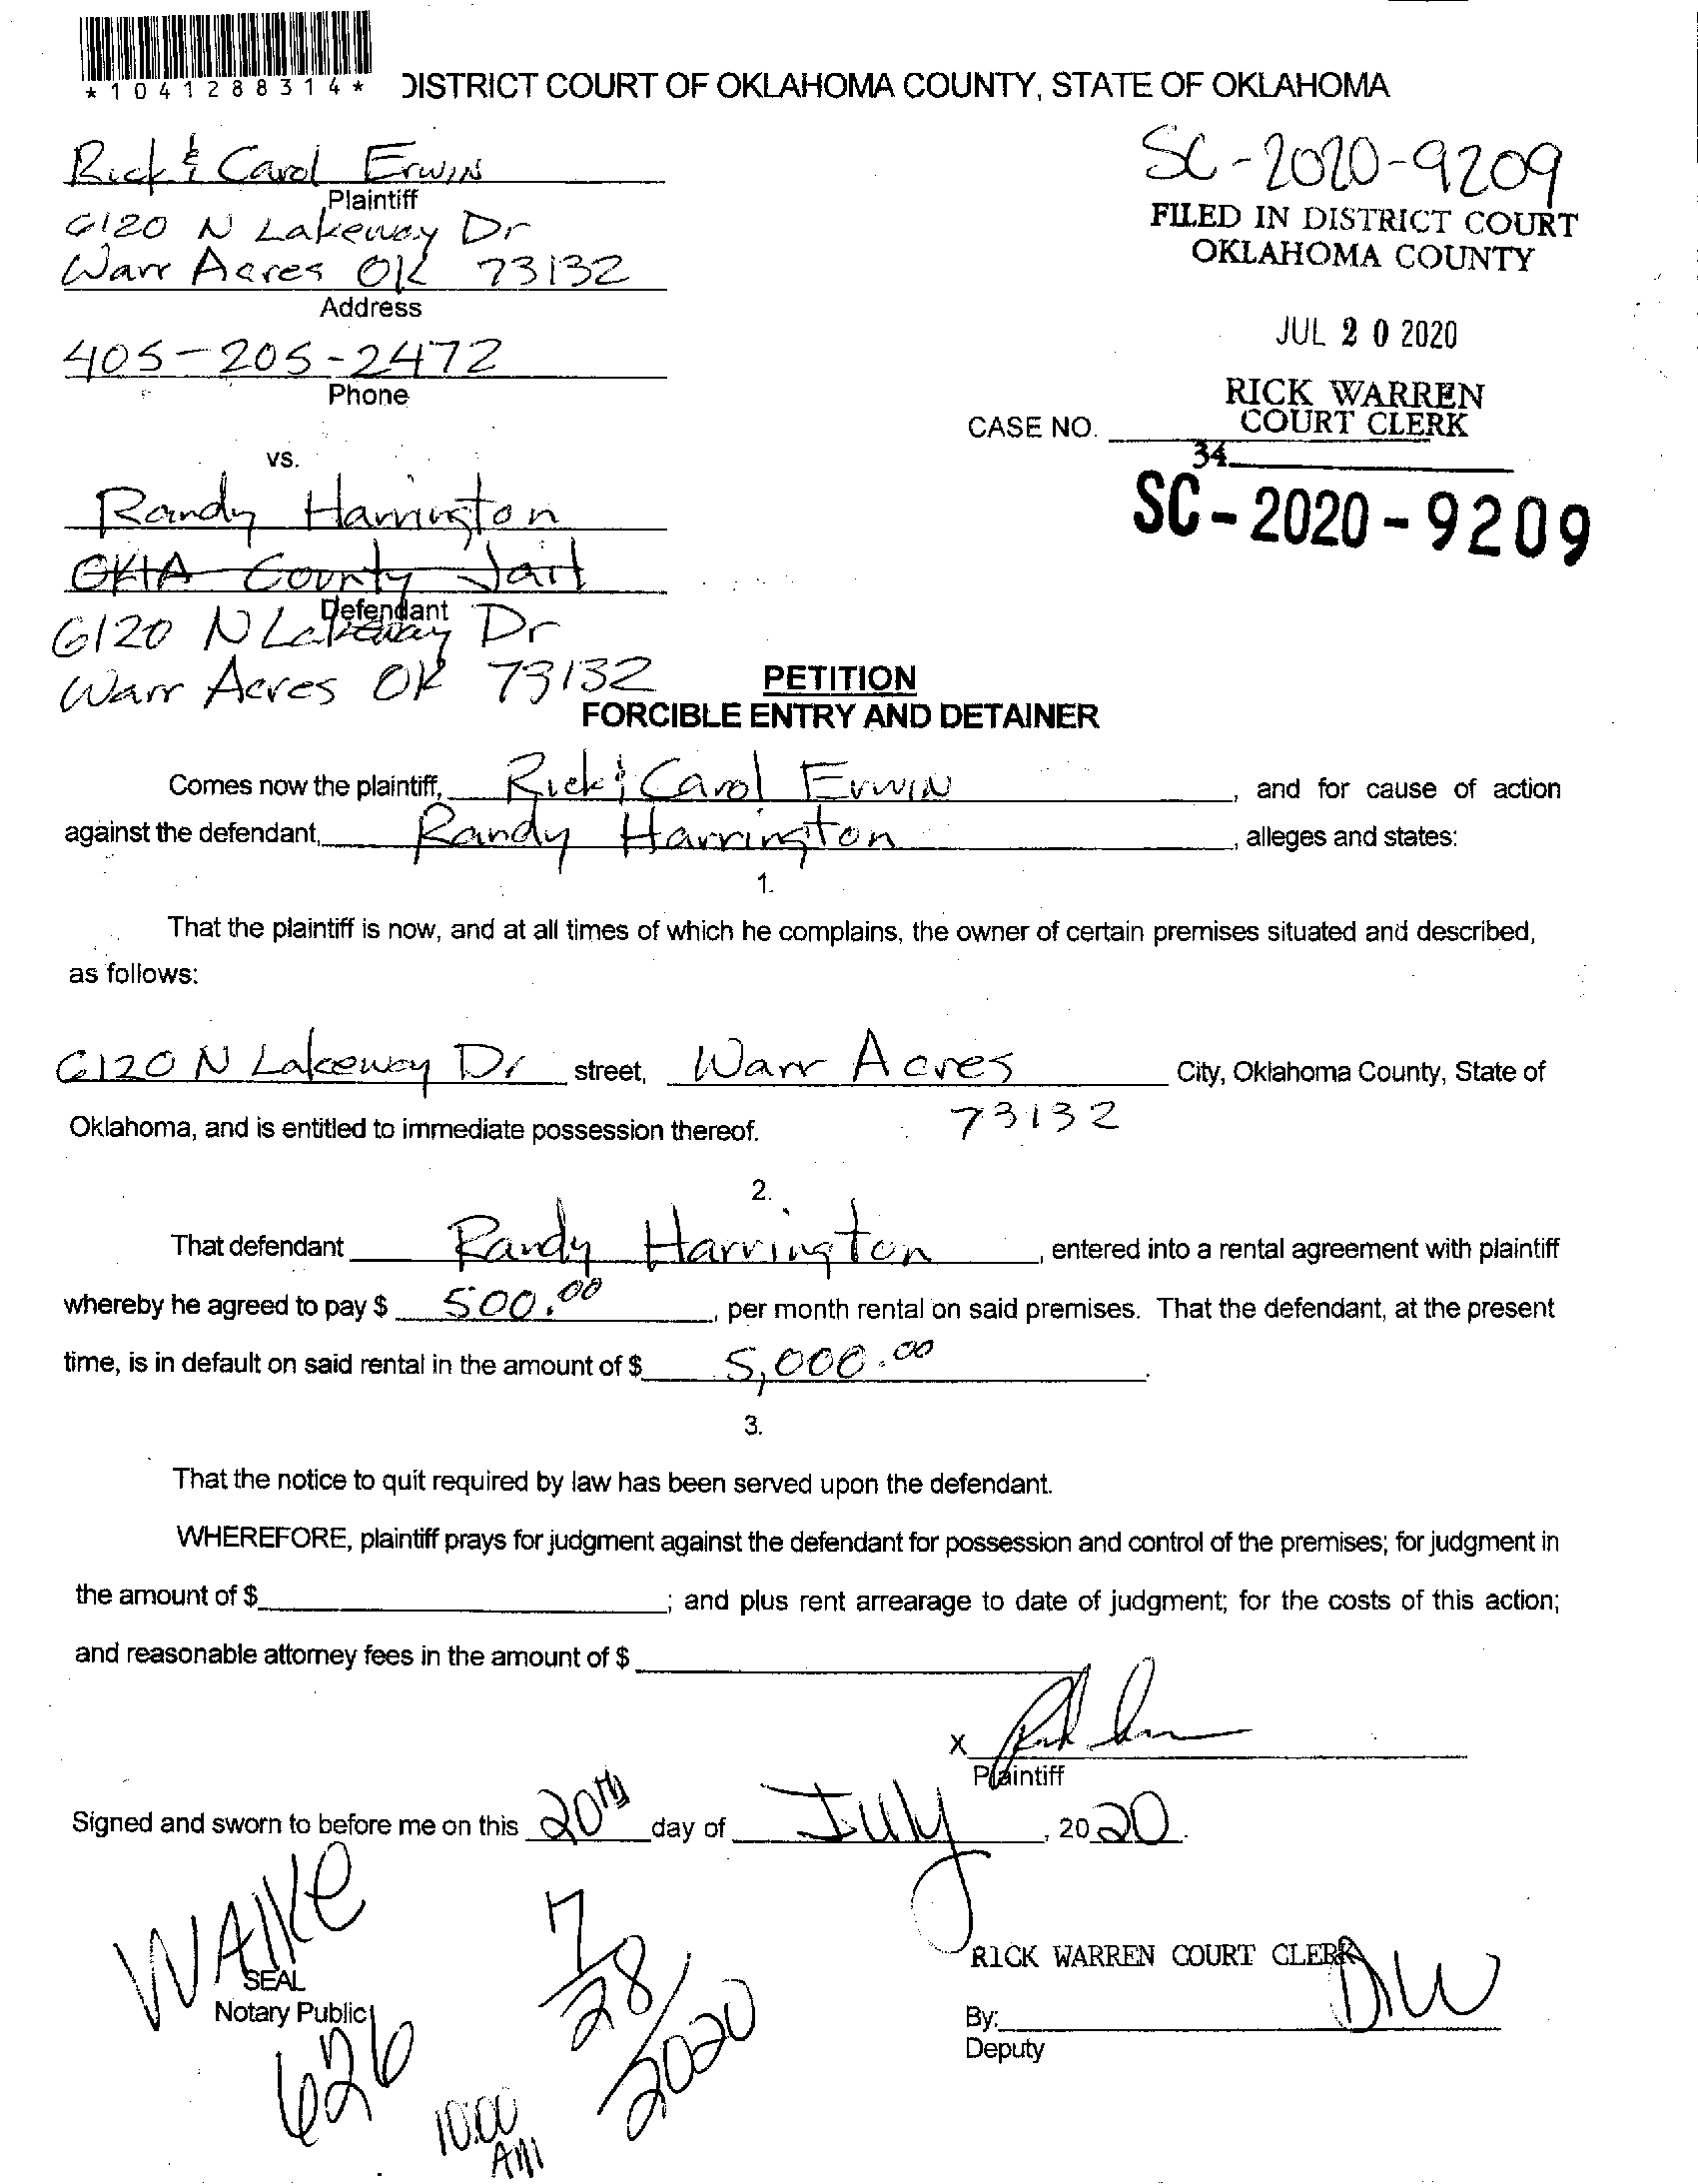 *1041288314*
DISTRICT COURT OF OKLAHOMA COUNTY, STATE OF OKLAHOMA
Rick & Carol Erwin
Plaintiff
6120 N Lakeway Dr
Warr Acres OK 73132
Address
405-205-2472
Phone
SC-2020-9209
FILED IN DISTRICT COURT
OKLAHOMA COUNTY
JUL 20 2020
RICK WARREN
COURT CLERK
CASE NO.
34
SC-2020-9209
vs.
Randy Harrington
OKIA County Jail
Defendant
6120 N Lakeway Dr
Warr Acres OK 73132
PETITION
FORCIBLE ENTRY AND DETAINER
Comes now the plaintiff, Rick & Carol Erwin, and for cause of action
against the defendant, Randy Harrington, alleges and states:
1.
That the plaintiff is now, and at all times of which he complains, the owner of certain premises situated and described,
as follows:
6120 N Lakeway Dr street, Warr Acres City, Oklahoma County, State of
Oklahoma, and is entitled to immediate possession thereof. 73132
2.
That defendant Randy Harrington, entered into a rental agreement with plaintiff
whereby he agreed to pay $ 500.00, per month rental on said premises. That the defendant, at the present
time, is in default on said rental in the amount of $ 5,000.00.
3.
That the notice to quit required by law has been served upon the defendant.
WHEREFORE, plaintiff prays for judgment against the defendant for possession and control of the premises; for judgment in
the amount of $ ; and plus rent arrearage to date of judgment; for the costs of this action;
and reasonable attorney fees in the amount of $
X
Plaintiff
Signed and sworn to before me on this 20th day of July, 2020.
WALKE
SEAL
Notary Public
626
7/28/2020
10:00
AM
RICK WARREN COURT CLERK
By: DW
Deputy